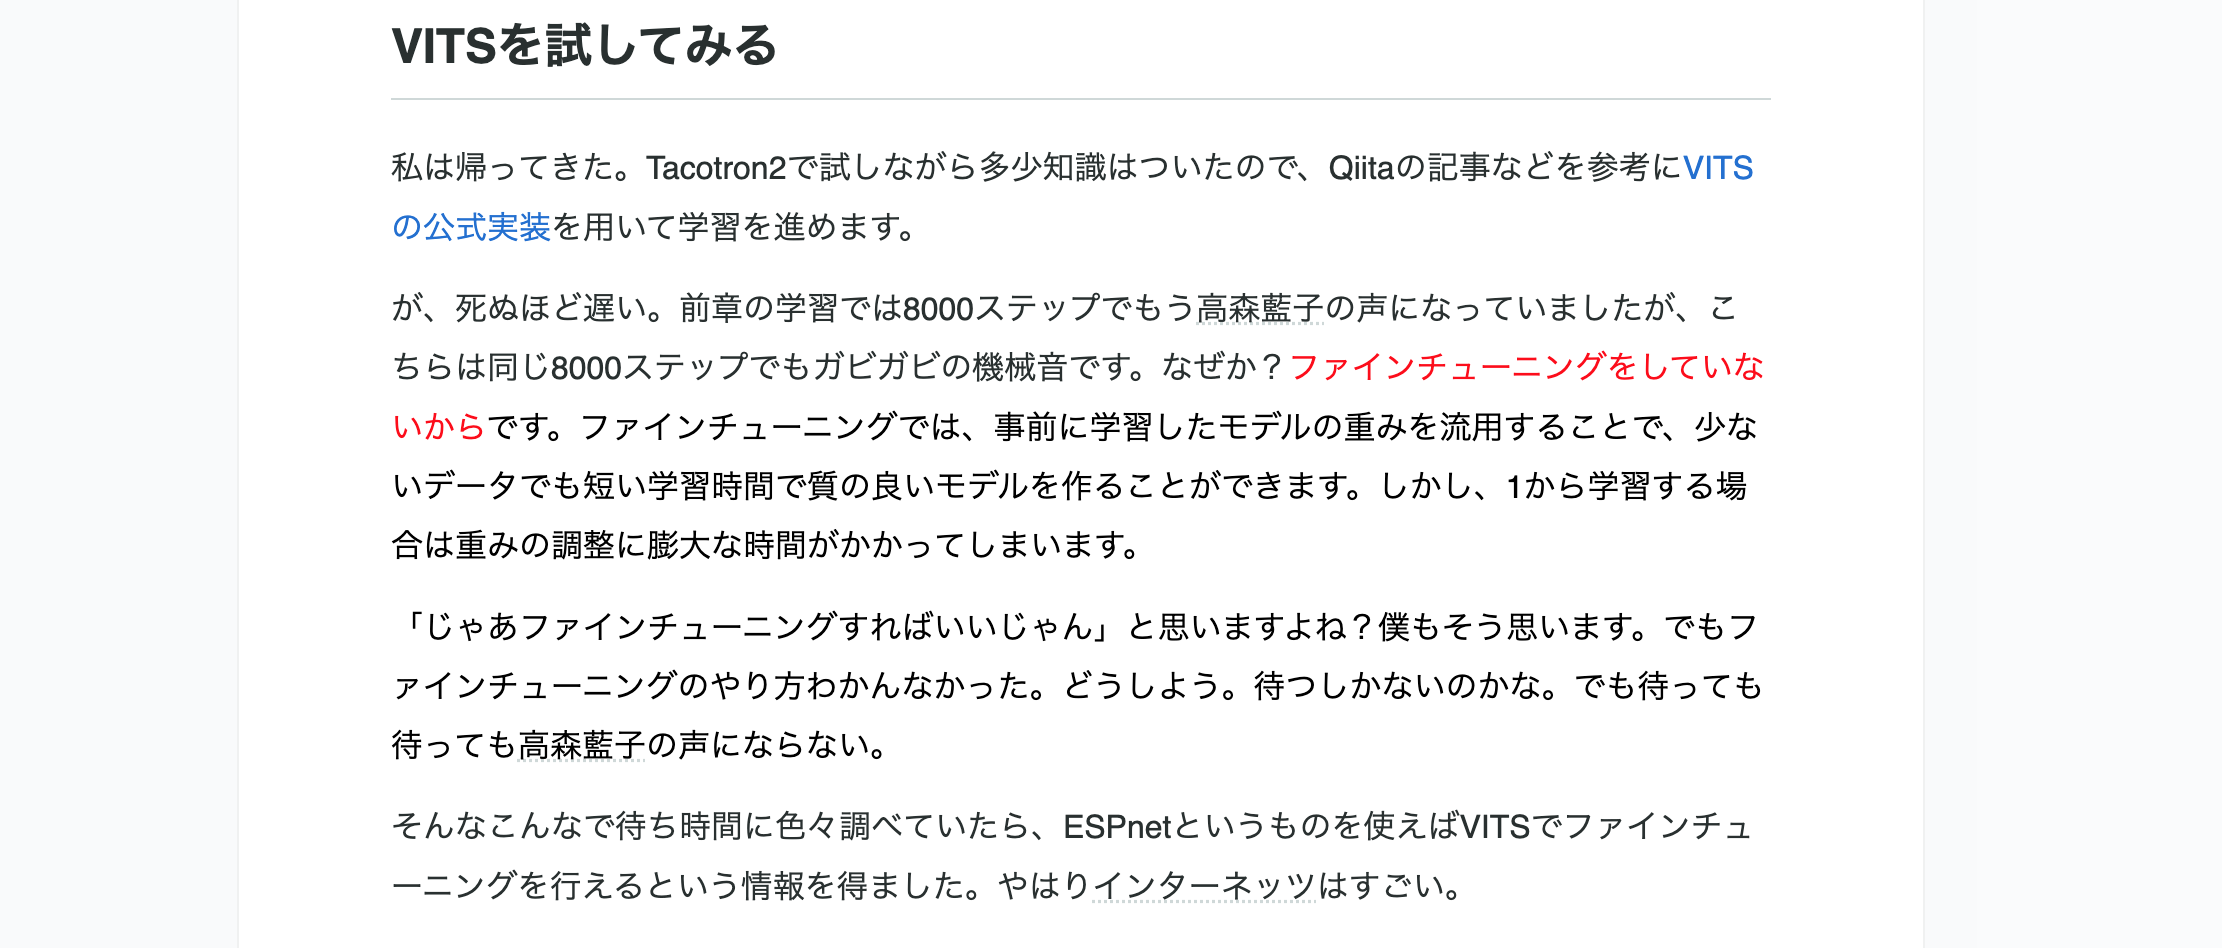 VITSを試してみる
私は帰ってきた。Tacotron2で試しながら多少知識はついたので、Qiitaの記事などを参考にVITS
の公式実装を用いて学習を進めます。
が、死ぬほど遅い。前章の学習では8000ステップでもう高森藍子の声になっていましたが、こ
ちらは同じ8000ステップでもガビガビの機械音です。なぜか？ファインチューニングをしていな
いからです。ファインチューニングでは、事前に学習したモデルの重みを流用することで、少な
いデータでも短い学習時間で質の良いモデルを作ることができます。しかし、1から学習する場
合は重みの調整に膨大な時間がかかってしまいます。
「じゃあファインチューニングすればいいじゃん」と思いますよね？僕もそう思います。でもフ
ァインチューニングのやり方わかんなかった。どうしよう。待つしかないのかな。でも待っても
待っても高森藍子の声にならない。
そんなこんなで待ち時間に色々調べていたら、ESPnetというものを使えばVITSでファインチュ
ーニングを行えるという情報を得ました。やはりインターネッツはすごい。